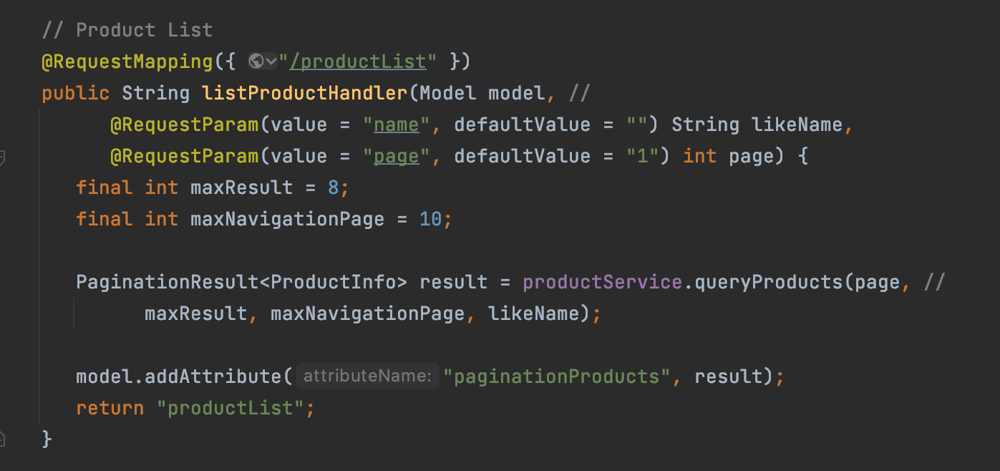 // Product List
@RequestMapping({ "/productList" })
public String listProductHandler(Model model, //
@RequestParam(value = "name", defaultValue = "") String likeName,
@RequestParam(value = "page", defaultValue = "1") int page) {
final int maxResult = 8;
final int maxNavigationPage = 10;
PaginationResult<ProductInfo> result = productService.queryProducts(page, //
maxResult, maxNavigationPage, likeName);
model.addAttribute( attributeName: "paginationProducts", result);
return "productList";
}